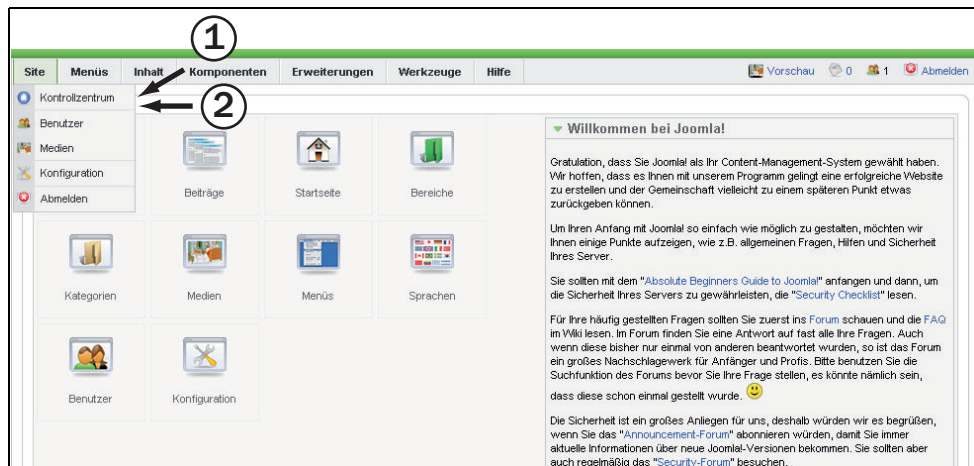 1
Site Menüs Inhalt Komponenten Erweiterungen Werkzeuge Hilfe Vorschau 0 1 Abmelden
2
Kontrollzentrum
Benutzer
Medien
Konfiguration
Abmelden
Beiträge Startseite Bereiche
Kategorien Medien Menüs Sprachen
Benutzer Konfiguration
Willkommen bei Joomla!
Gratulation, dass Sie Joomla! als Ihr Content-Management-System gewählt haben.
Wir hoffen, dass es Ihnen mit unserem Programm gelingt eine erfolgreiche Website
zu erstellen und der Gemeinschaft vielleicht zu einem späteren Punkt etwas
zurückgeben können.
Um Ihren Anfang mit Joomla! so einfach wie möglich zu gestalten, möchten wir
Ihnen einige Punkte aufzeigen, wie z.B. allgemeinen Fragen, Hilfen und Sicherheit
Ihres Server.
Sie sollten mit dem "Absolute Beginners Guide to Joomla!" anfangen und dann, um
die Sicherheit Ihres Servers zu gewährleisten, die "Security Checklist" lesen.
Für Ihre häufig gestellten Fragen sollten Sie zuerst ins Forum schauen und die FAQ
im Wiki lesen. Im Forum finden Sie eine Antwort auf fast alle Ihre Fragen. Auch
wenn diese bisher nur einmal von anderen beantwortet wurden, so ist das Forum
ein großes Nachschlagewerk für Anfänger und Profis. Bitte benutzen Sie die
Suchfunktion des Forums bevor Sie Ihre Frage stellen, es könnte nämlich sein,
dass diese schon einmal gestellt wurde.
Die Sicherheit ist ein großes Anliegen für uns, deshalb würden wir es begrüßen,
wenn Sie das "Announcement-Forum" abonnieren würden, damit Sie immer
aktuelle Informationen über neue Joomla!-Versionen bekommen. Sie sollten aber
auch regelmäßig das "Security-Forum" besuchen.